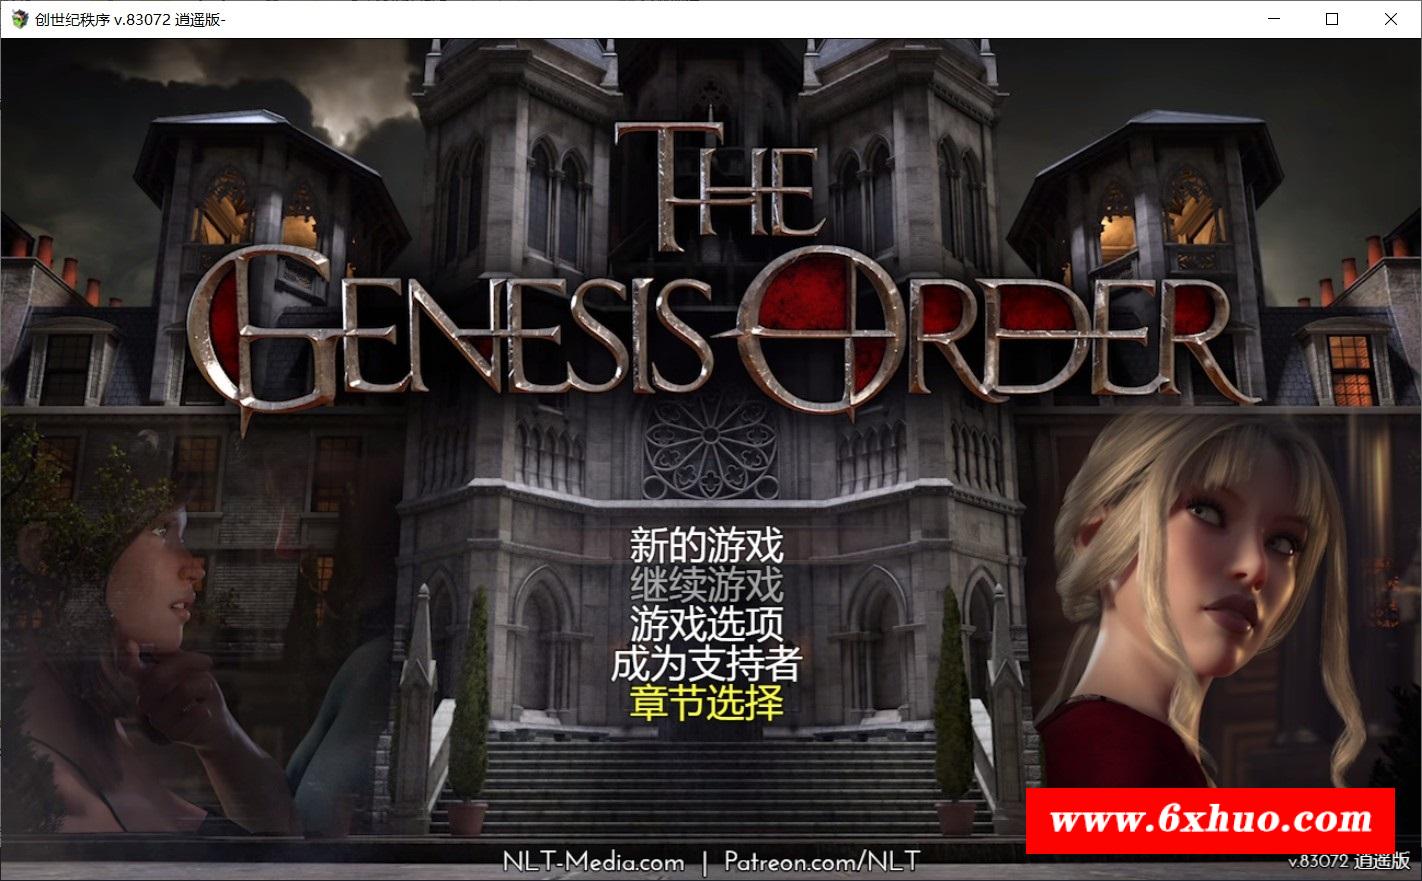 创世纪秩序 v.83072 逍遥版-
THE
GENESIS ORDER
新的游戏
继续游戏
游戏选项
成为支持者
章节选择
www.6xhuo.com
NLT-Media.com | Patreon.com/NLT
v.83072 逍遥版